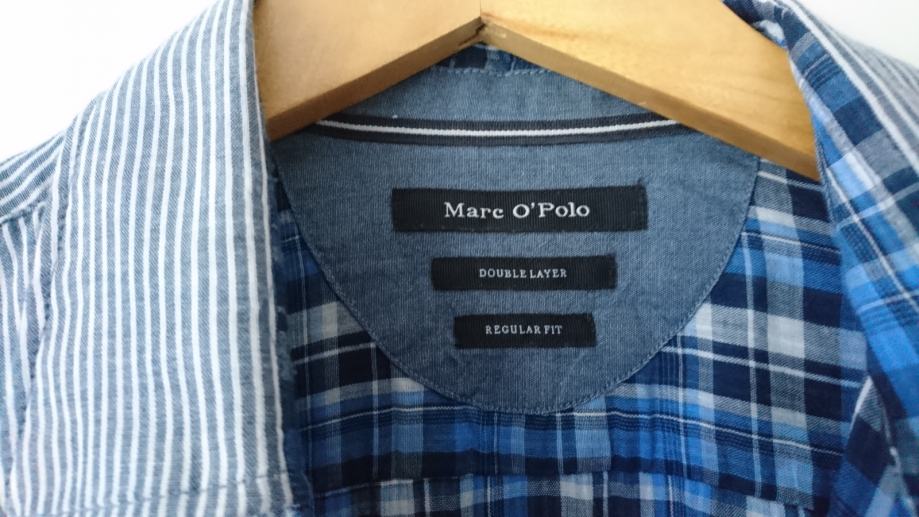 Marc O'Polo
DOUBLE LAYER
REGULAR FIT